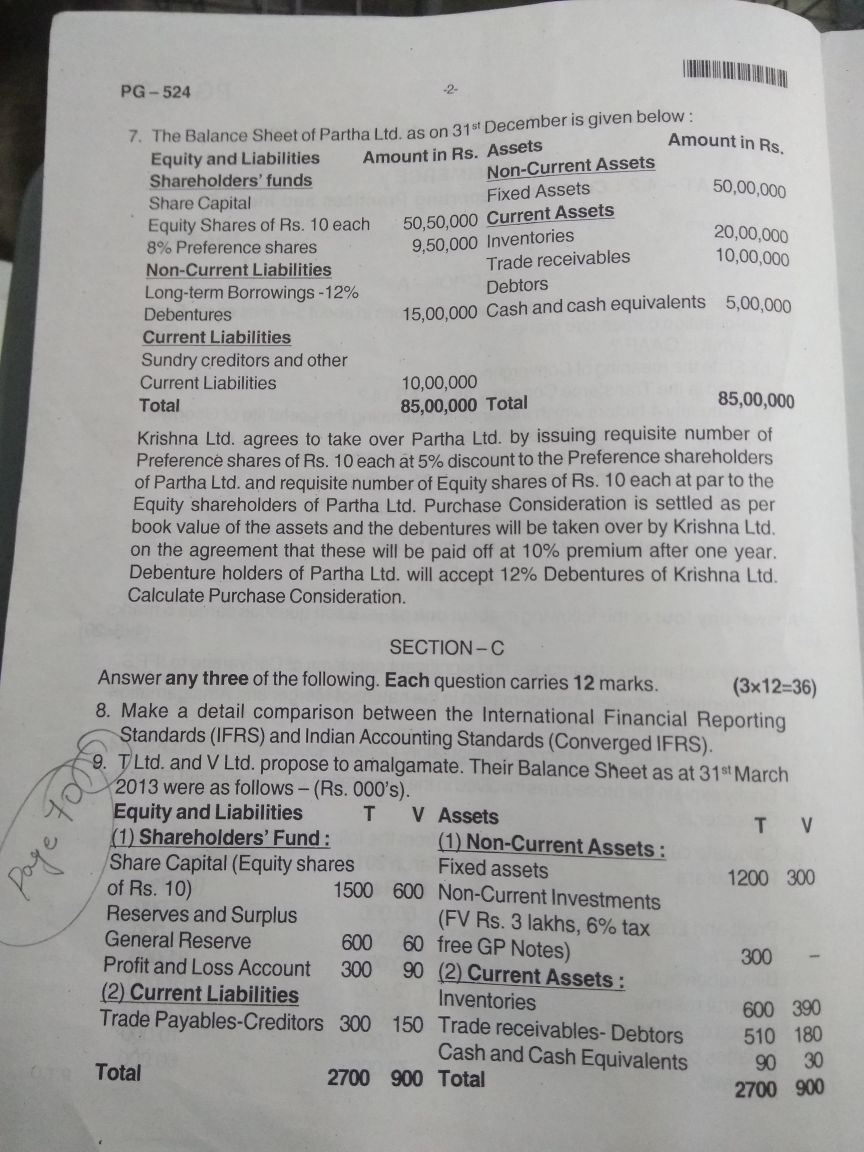 PG – 524
-2-
7. The Balance Sheet of Partha Ltd. as on 31st December is given below :
Equity and Liabilities Amount in Rs. Assets Amount in Rs.
Shareholders' funds Non-Current Assets
Share Capital Fixed Assets 50,00,000
Equity Shares of Rs. 10 each 50,50,000 Current Assets
8% Preference shares 9,50,000 Inventories 20,00,000
Non-Current Liabilities Trade receivables 10,00,000
Long-term Borrowings -12% Debtors
Debentures 15,00,000 Cash and cash equivalents 5,00,000
Current Liabilities
Sundry creditors and other
Current Liabilities 10,00,000
Total 85,00,000 Total 85,00,000
Krishna Ltd. agrees to take over Partha Ltd. by issuing requisite number of
Preference shares of Rs. 10 each at 5% discount to the Preference shareholders
of Partha Ltd. and requisite number of Equity shares of Rs. 10 each at par to the
Equity shareholders of Partha Ltd. Purchase Consideration is settled as per
book value of the assets and the debentures will be taken over by Krishna Ltd.
on the agreement that these will be paid off at 10% premium after one year.
Debenture holders of Partha Ltd. will accept 12% Debentures of Krishna Ltd.
Calculate Purchase Consideration.
SECTION – C
Answer any three of the following. Each question carries 12 marks. (3×12=36)
8. Make a detail comparison between the International Financial Reporting
Standards (IFRS) and Indian Accounting Standards (Converged IFRS).
9. T Ltd. and V Ltd. propose to amalgamate. Their Balance Sheet as at 31st March
2013 were as follows – (Rs. 000's).
Equity and Liabilities T V Assets T V
(1) Shareholders' Fund : (1) Non-Current Assets :
Share Capital (Equity shares Fixed assets 1200 300
of Rs. 10) 1500 600 Non-Current Investments
Reserves and Surplus (FV Rs. 3 lakhs, 6% tax
General Reserve 600 60 free GP Notes) 300 –
Profit and Loss Account 300 90 (2) Current Assets :
(2) Current Liabilities Inventories 600 390
Trade Payables-Creditors 300 150 Trade receivables- Debtors 510 180
Cash and Cash Equivalents 90 30
Total 2700 900 Total 2700 900
Page 70